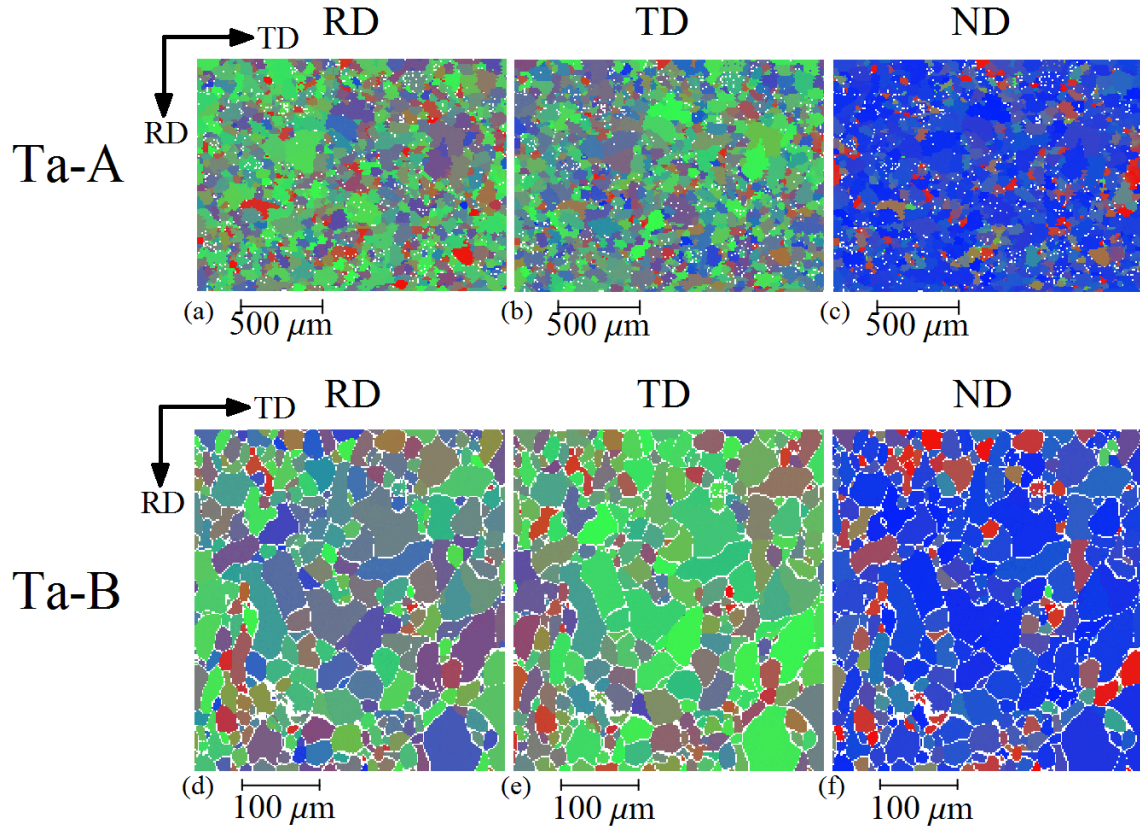 RD TD ND
TD
RD
Ta-A
(a) (b) (c)
500 μm 500 μm 500 μm
RD TD ND
TD
RD
Ta-B
(d) (e) (f)
100 μm 100 μm 100 μm